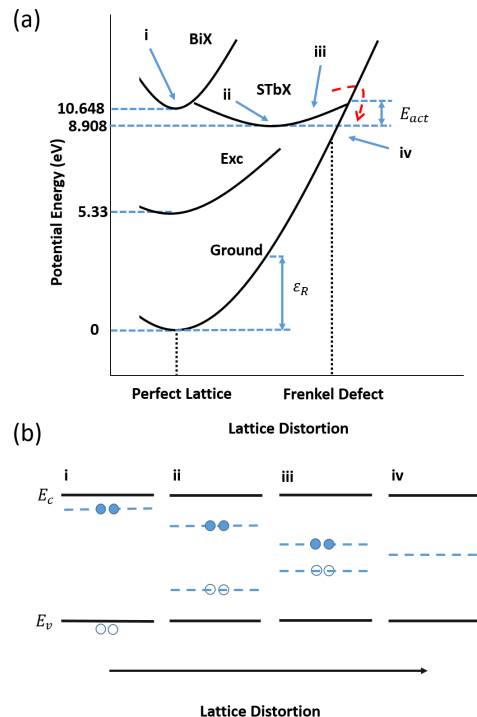 (a)
i
BiX
iii
ii
STbX
10.648
8.908
E_act
iv
Exc
5.33
Ground
ε_R
0
Potential Energy (eV)
Perfect Lattice
Frenkel Defect
Lattice Distortion
(b)
i
ii
iii
iv
E_c
E_v
Lattice Distortion